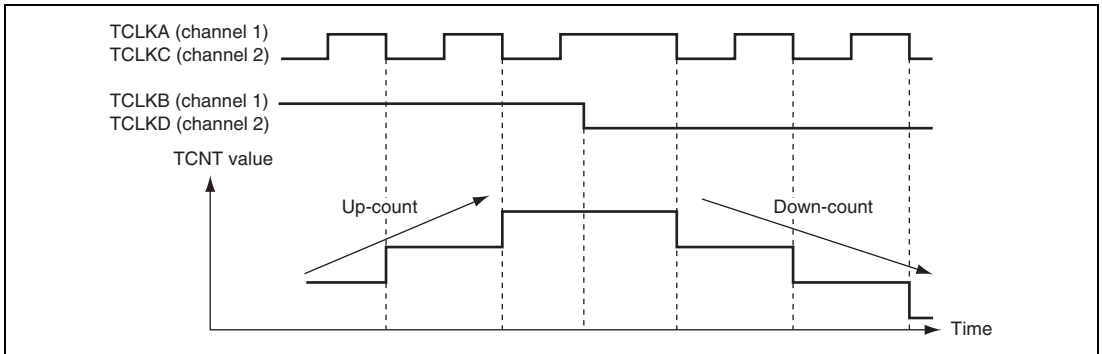 TCLKA (channel 1)
TCLKC (channel 2)
TCLKB (channel 1)
TCLKD (channel 2)
TCNT value
Up-count
Down-count
Time